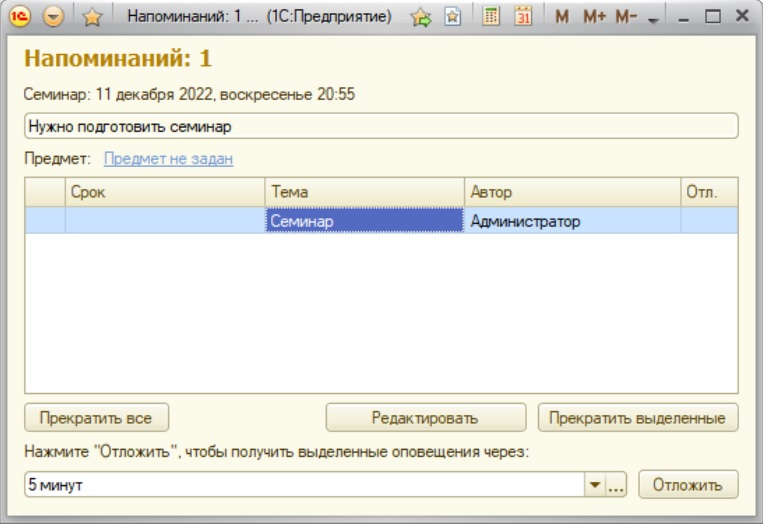 Напоминаний: 1 ... (1С:Предприятие) 31 M M+ M-
Напоминаний: 1
Семинар: 11 декабря 2022, воскресенье 20:55
Нужно подготовить семинар
Предмет: Предмет не задан
Срок Тема Автор Отл.
Семинар Администратор
Прекратить все Редактировать Прекратить выделенные
Нажмите "Отложить", чтобы получить выделенные оповещения через:
5 минут ... Отложить